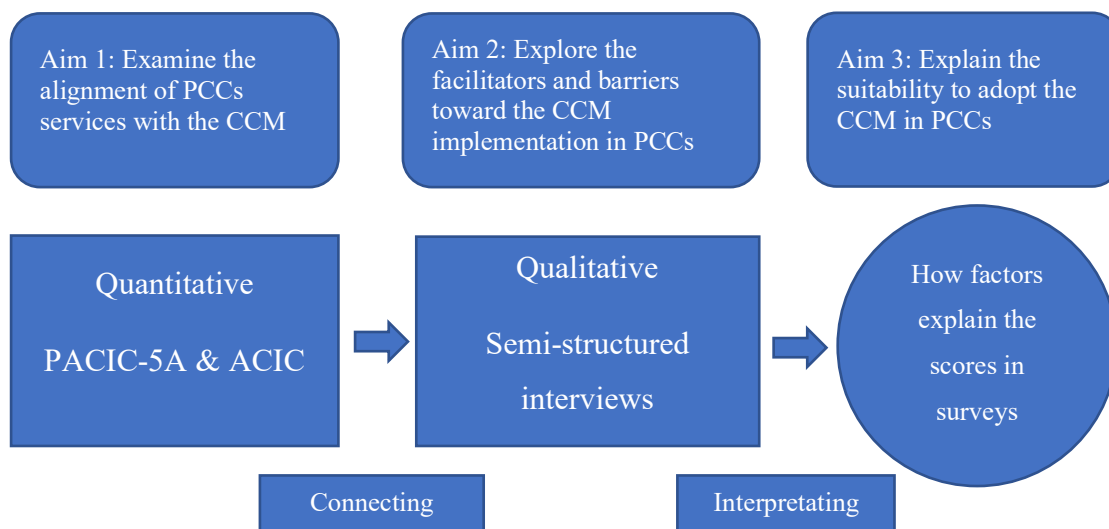 Aim 1: Examine the
alignment of PCCs
services with the CCM
Aim 2: Explore the
facilitators and barriers
toward the CCM
implementation in PCCs
Aim 3: Explain the
suitability to adopt the
CCM in PCCs
Quantitative
PACIC-5A & ACIC
Qualitative
Semi-structured
interviews
How factors
explain the
scores in
surveys
Connecting
Interpretating